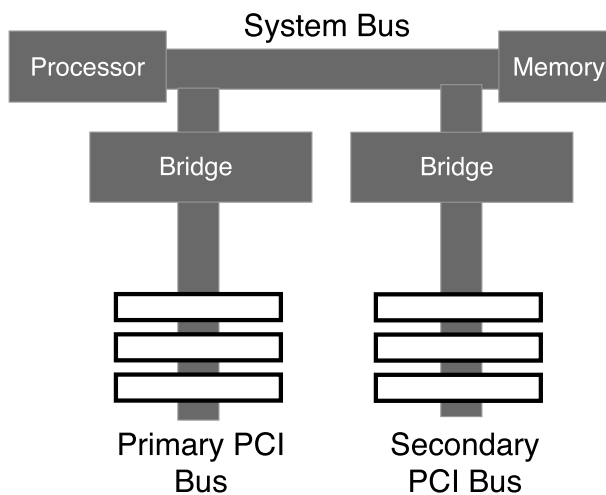 System Bus
Processor
Memory
Bridge
Bridge
Primary PCI
Bus
Secondary
PCI Bus